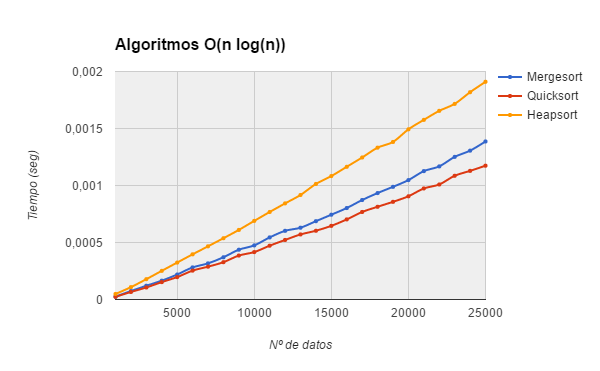 Algoritmos O(n log(n))
0,002
0,0015
0,001
0,0005
0
Tiempo (seg)
5000 10000 15000 20000 25000
Nº de datos
Mergesort
Quicksort
Heapsort